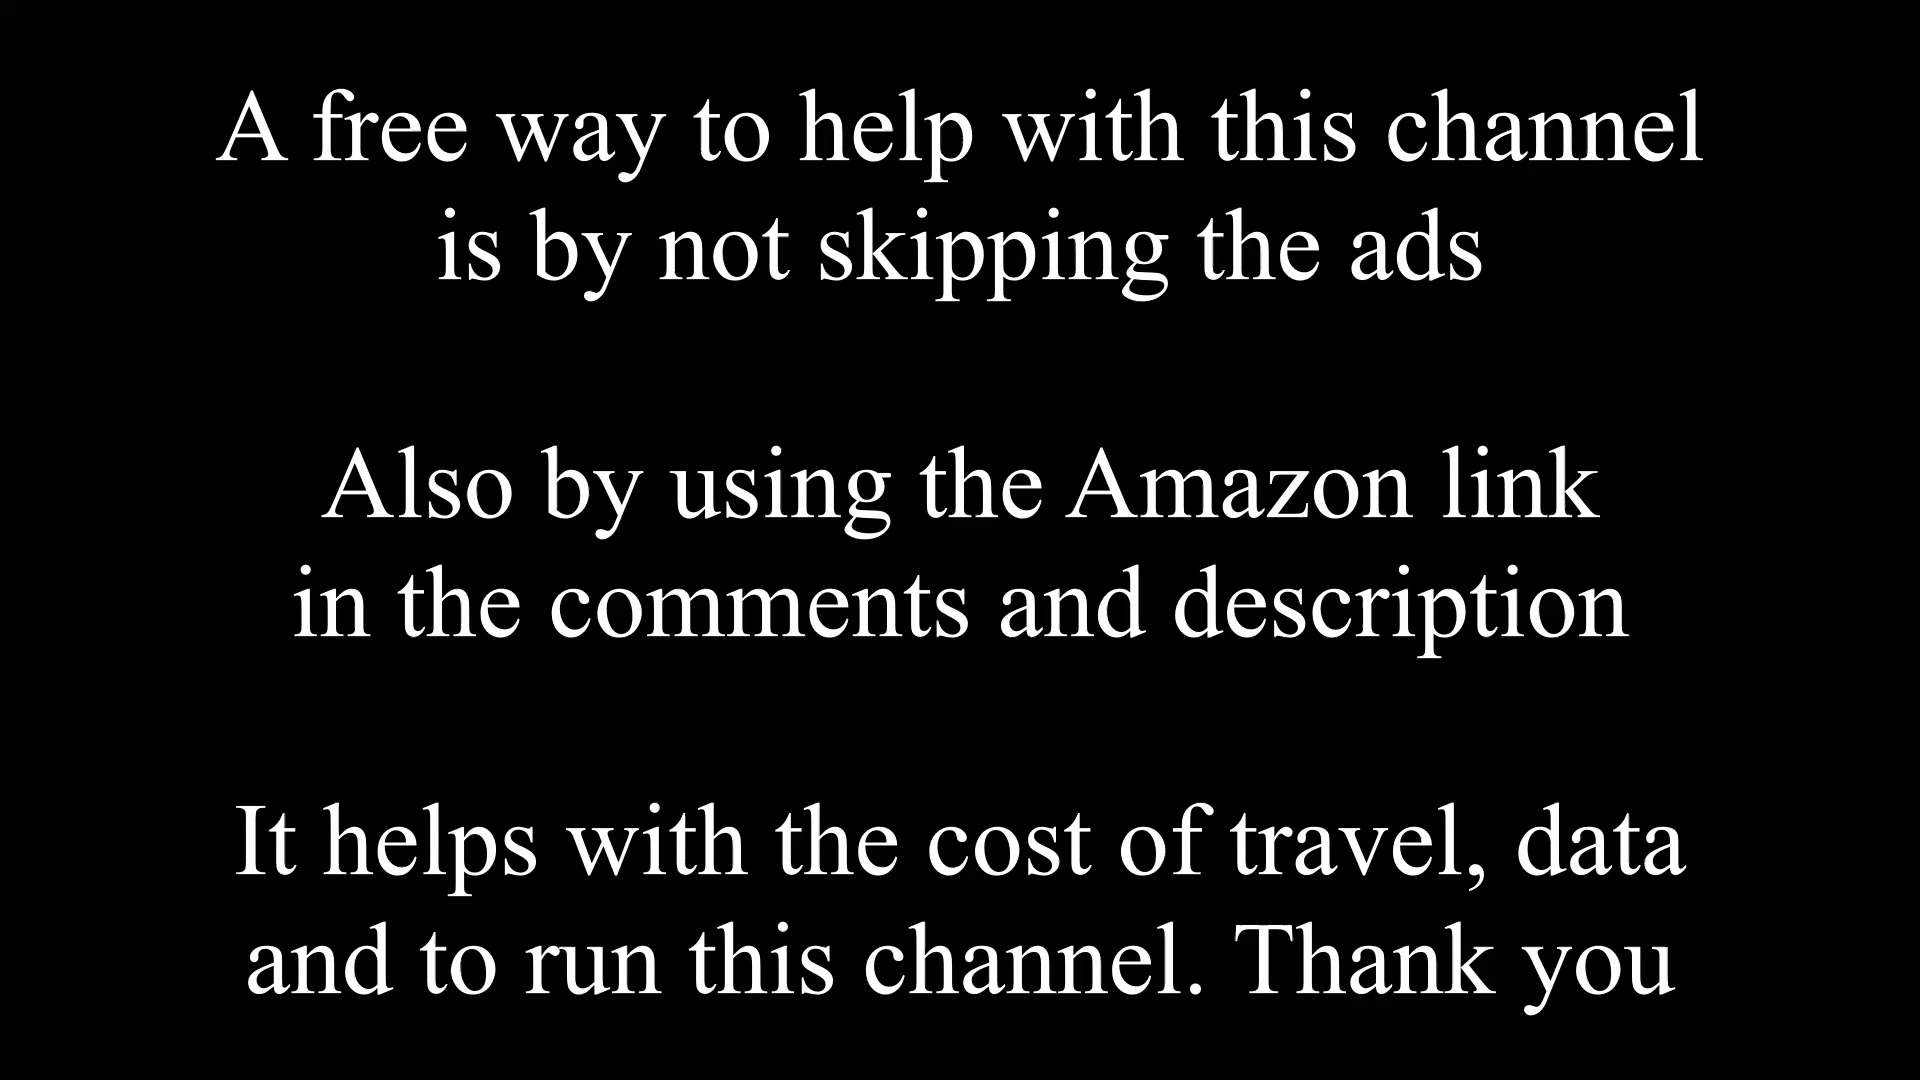 A free way to help with this channel
is by not skipping the ads
Also by using the Amazon link
in the comments and description
It helps with the cost of travel, data
and to run this channel. Thank you